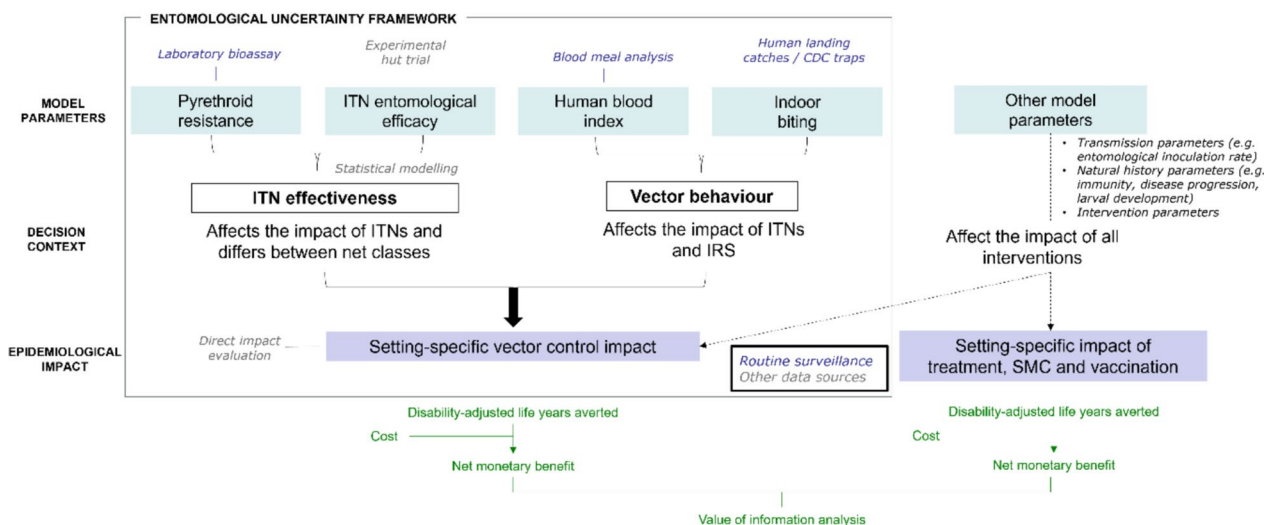 ENTOMOLOGICAL UNCERTAINTY FRAMEWORK
Laboratory bioassay
Experimental
hut trial
Blood meal analysis
Human landing
catches / CDC traps
MODEL
PARAMETERS
Pyrethroid
resistance
ITN entomological
efficacy
Human blood
index
Indoor
biting
Other model
parameters
• Transmission parameters (e.g.
entomological inoculation rate)
• Natural history parameters (e.g.
immunity, disease progression,
larval development)
• Intervention parameters
Statistical modelling
ITN effectiveness
Vector behaviour
DECISION
CONTEXT
Affects the impact of ITNs and
differs between net classes
Affects the impact of ITNs
and IRS
Affect the impact of all
interventions
EPIDEMIOLOGICAL
IMPACT
Direct impact
evaluation
Setting-specific vector control impact
Routine surveillance
Other data sources
Setting-specific impact of
treatment, SMC and vaccination
Disability-adjusted life years averted
Cost
Net monetary benefit
Disability-adjusted life years averted
Cost
Net monetary benefit
Value of information analysis